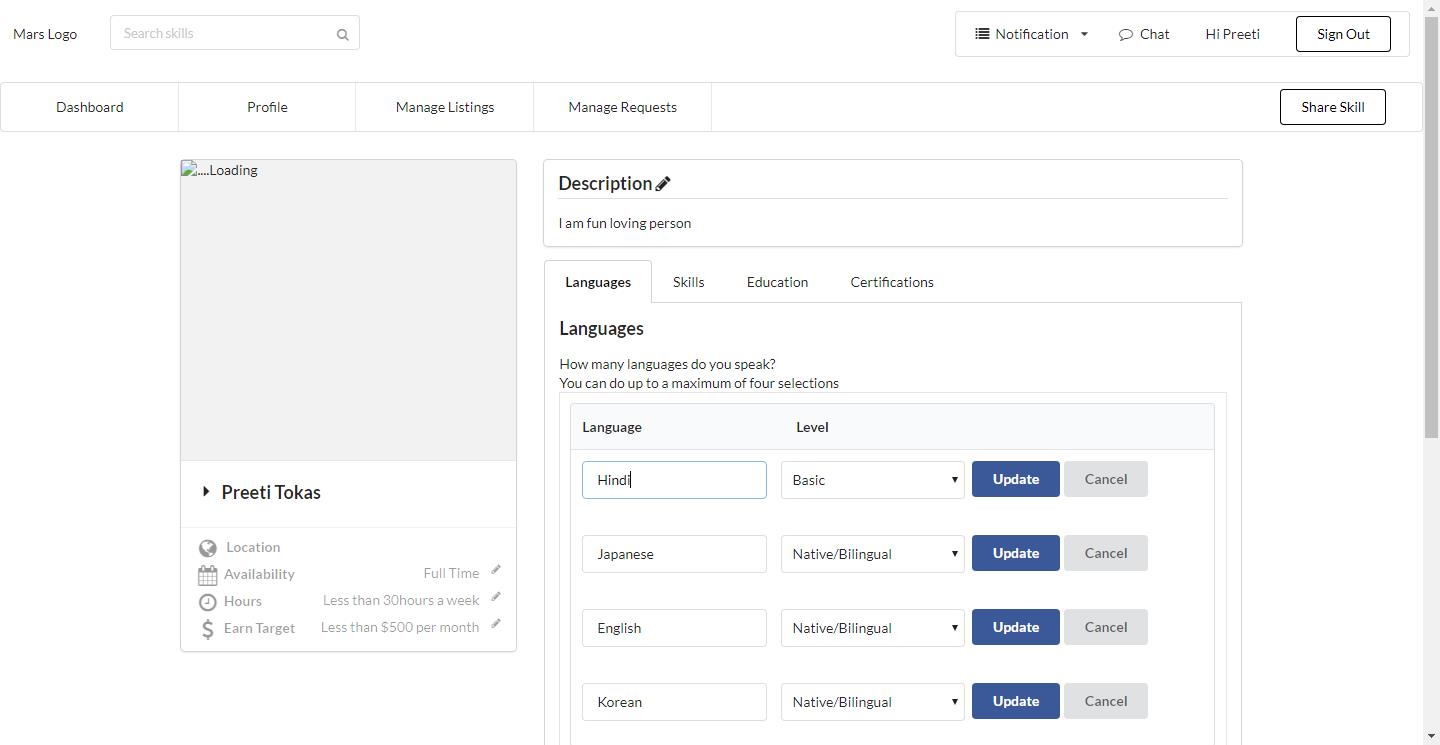 Mars Logo
Search skills
Notification
Chat
Hi Preeti
Sign Out
Dashboard
Profile
Manage Listings
Manage Requests
Share Skill
....Loading
Preeti Tokas
Location
Availability Full Time
Hours Less than 30hours a week
Earn Target Less than $500 per month
Description
I am fun loving person
Languages Skills Education Certifications
Languages
How many languages do you speak?
You can do up to a maximum of four selections
Language Level
Hindi Basic Update Cancel
Japanese Native/Bilingual Update Cancel
English Native/Bilingual Update Cancel
Korean Native/Bilingual Update Cancel